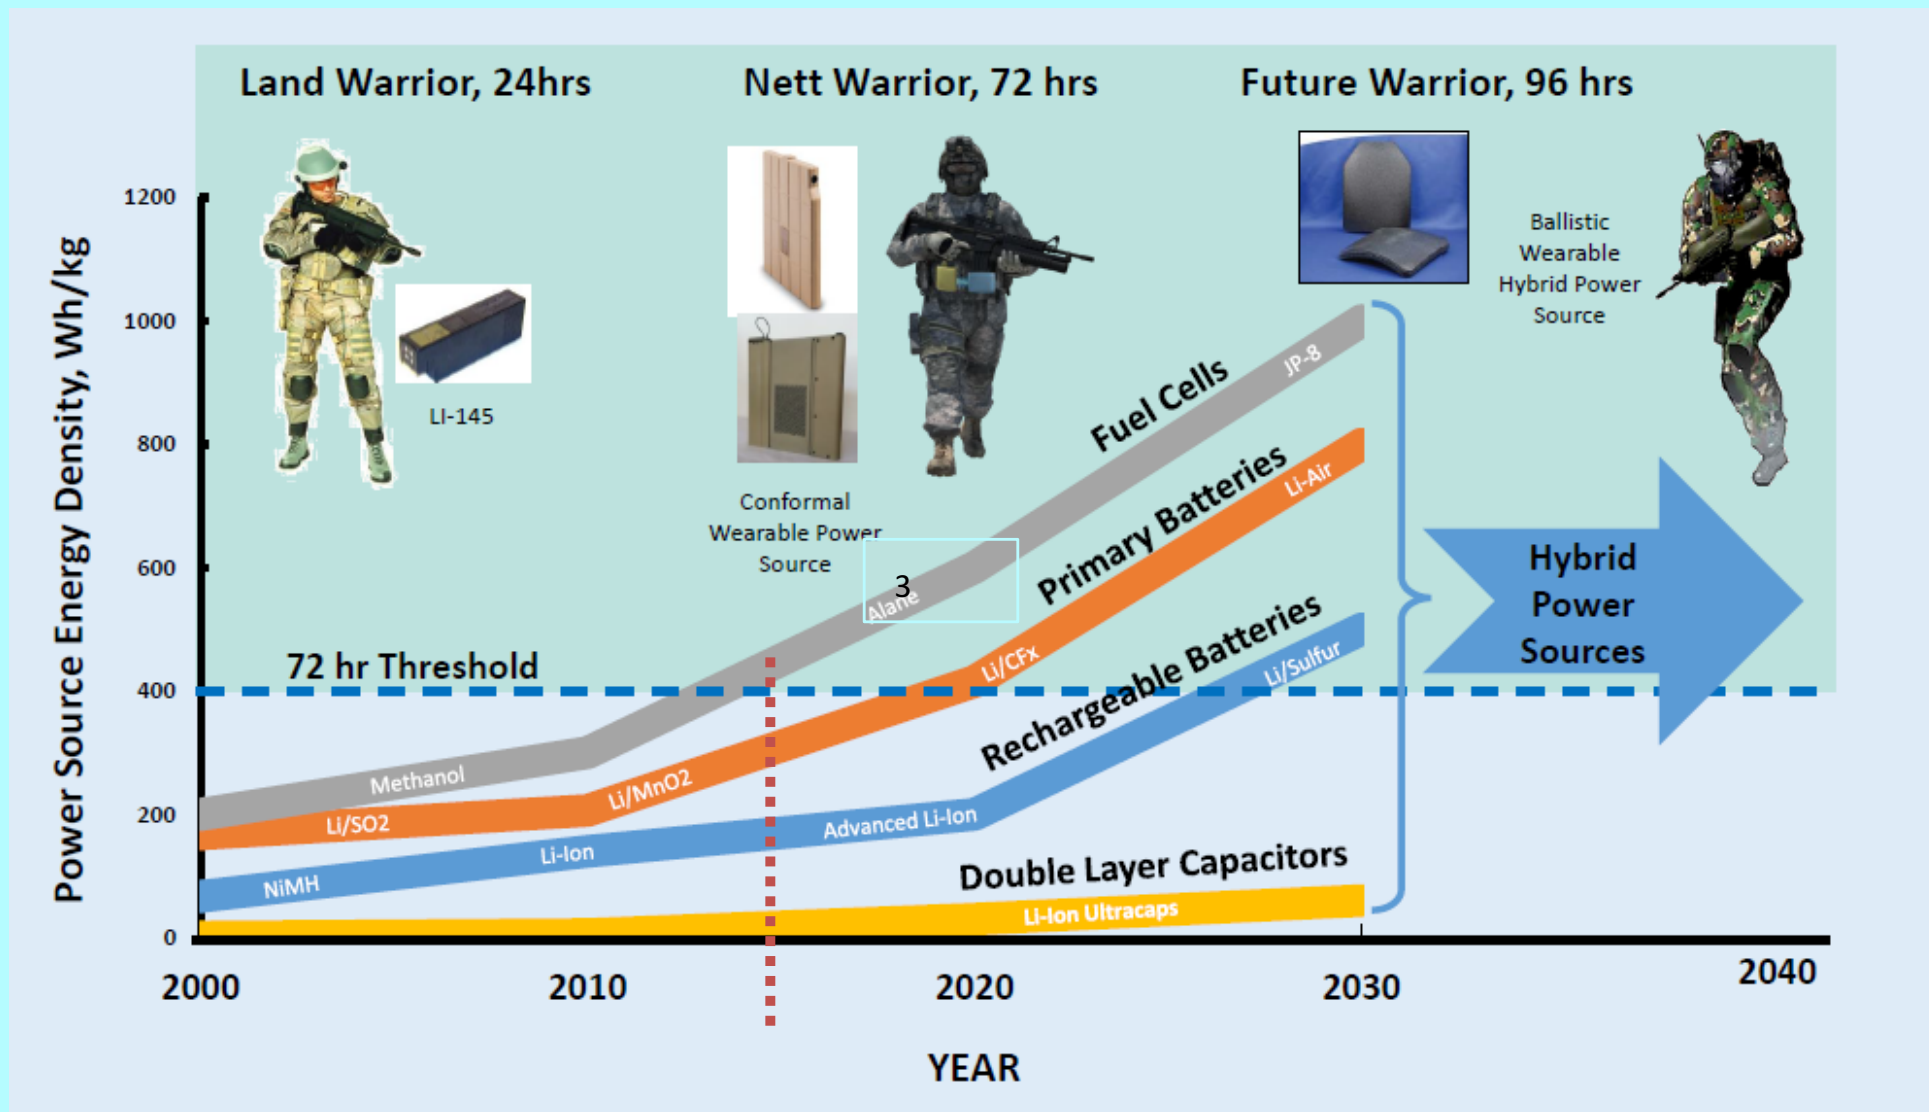 Land Warrior, 24hrs
Nett Warrior, 72 hrs
Future Warrior, 96 hrs
Power Source Energy Density, Wh/kg
1200
1000
800
600
400
200
0
LI-145
Conformal
Wearable Power
Source
Ballistic
Wearable
Hybrid Power
Source
72 hr Threshold
3
Fuel Cells
Methanol
Alane
JP-8
Primary Batteries
Li/SO2
Li/MnO2
Li/CFx
Li-Air
Rechargeable Batteries
NiMH
Li-Ion
Advanced Li-Ion
Li/Sulfur
Double Layer Capacitors
Li-Ion Ultracaps
Hybrid
Power
Sources
2000
2010
2020
2030
2040
YEAR